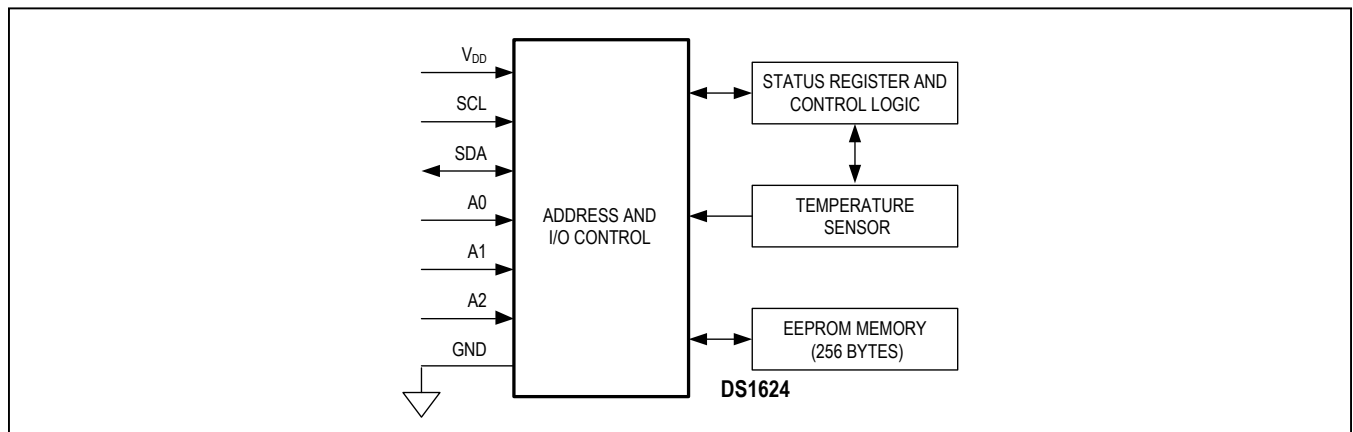 VDD
SCL
SDA
A0
A1
A2
GND
ADDRESS AND
I/O CONTROL
STATUS REGISTER AND
CONTROL LOGIC
TEMPERATURE
SENSOR
EEPROM MEMORY
(256 BYTES)
DS1624